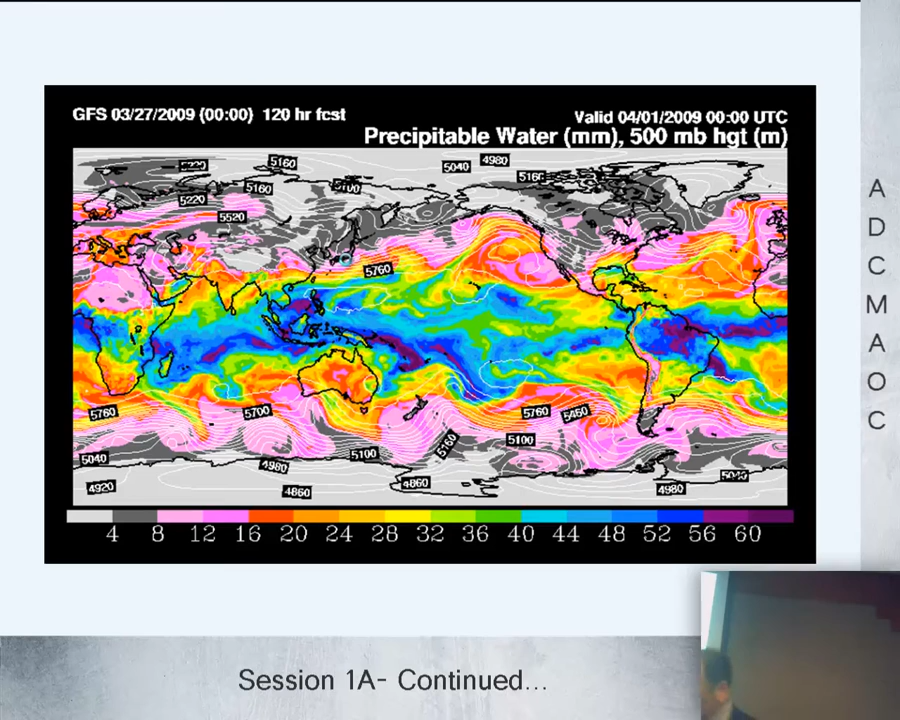 GFS 03/27/2009 (00:00) 120 hr fcst
Valid 04/01/2009 00:00 UTC
Precipitable Water (mm), 500 mb hgt (m)
5220
5160
5040
4980
5160
5160
5220
5520
5760
5760
5700
5760
5460
5160
5100
5100
5040
4980
4920
4860
4860
4980
5040
4 8 12 16 20 24 28 32 36 40 44 48 52 56 60
A
D
C
M
A
O
C
Session 1A- Continued...